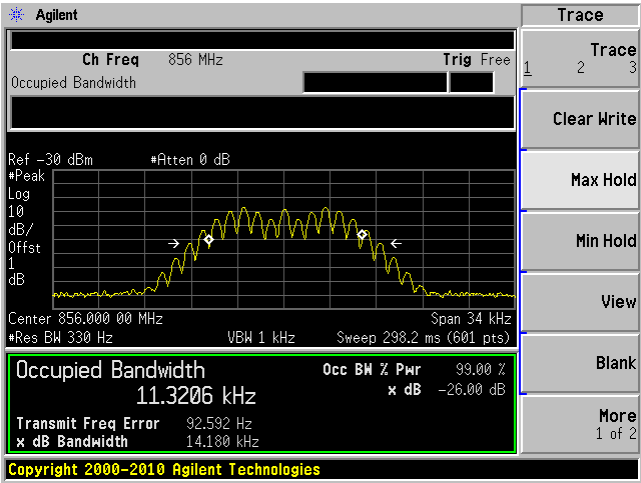 Agilent
Trace
Ch Freq 856 MHz Trig Free
Occupied Bandwidth
Trace
1 2 3
Clear Write
Max Hold
Min Hold
View
Blank
More
1 of 2
Ref -30 dBm #Atten 0 dB
#Peak
Log
10
dB/
Offst
1
dB
Center 856.000 00 MHz Span 34 kHz
#Res BW 330 Hz VBW 1 kHz Sweep 298.2 ms (601 pts)
Occupied Bandwidth Occ BW % Pwr 99.00 %
11.3206 kHz x dB -26.00 dB
Transmit Freq Error 92.592 Hz
x dB Bandwidth 14.180 kHz
Copyright 2000-2010 Agilent Technologies